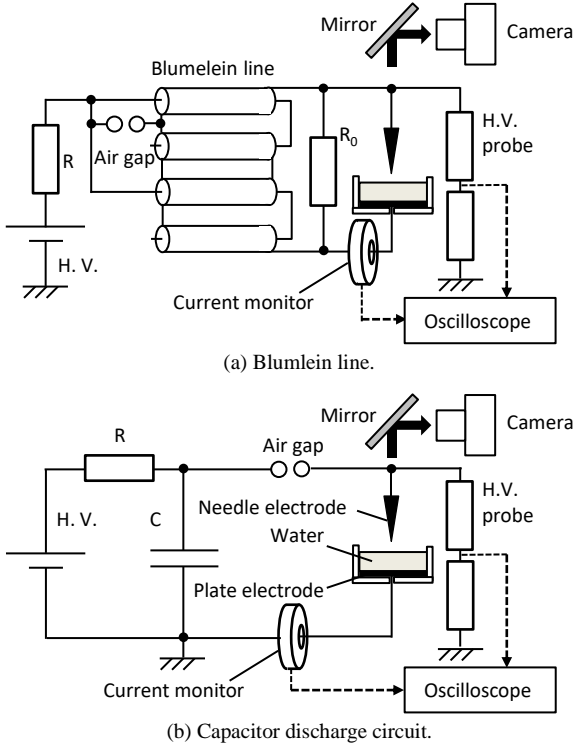 Mirror
Camera
Blumelein line
R
Air gap
R0
H.V.
probe
H. V.
Current monitor
Oscilloscope
(a) Blumlein line.
Mirror
Camera
R
Air gap
H. V.
C
Needle electrode
Water
H.V.
probe
Plate electrode
Current monitor
Oscilloscope
(b) Capacitor discharge circuit.